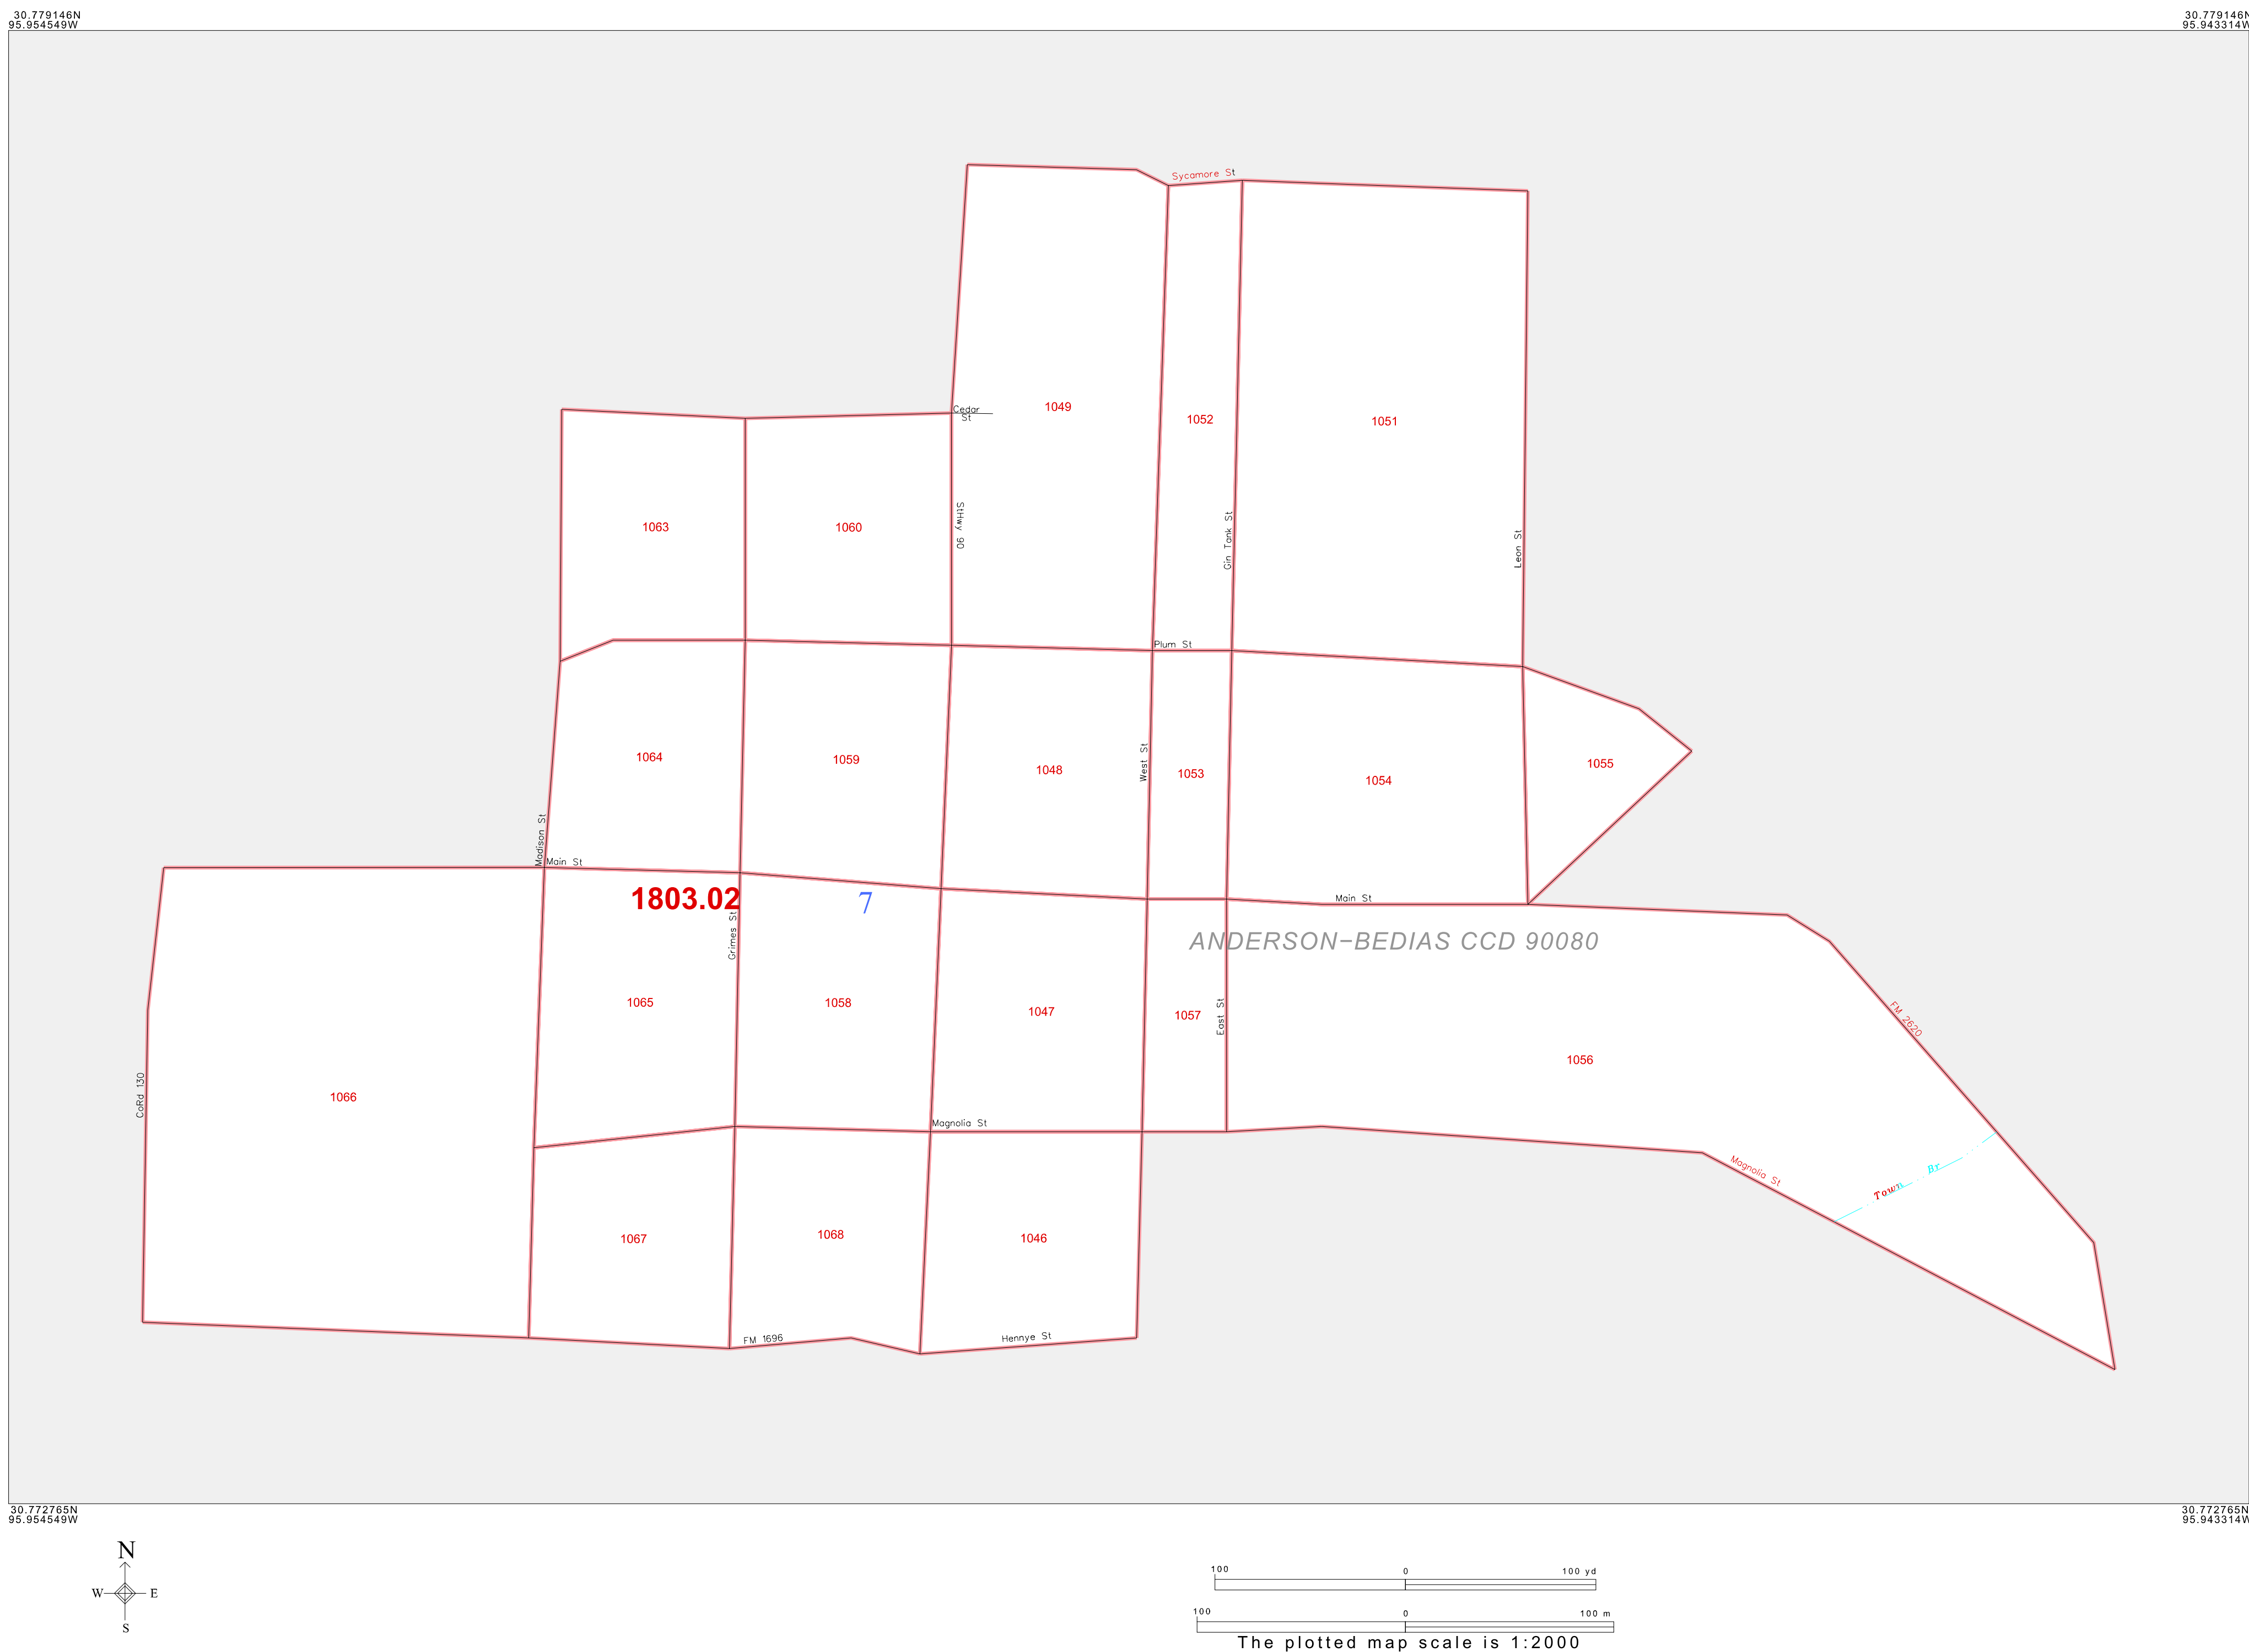 30.779146N
95.954549W
30.779146N
95.943314W
Sycamore St
Cedar
St
1049
1052
1051
StHwy 90
1063
1060
Gin Tank St
Leon St
Plum St
1064
1059
1048
West St
1053
1054
1055
Madison St
Main St
1803.02
7
Main St
Grimes St
ANDERSON-BEDIAS CCD 90080
1065
1058
1047
1057
East St
FM 2620
1056
CoRd 130
1066
Magnolia St
Magnolia St
Town Dr
1067
1068
1046
FM 1696
Hennye St
30.772765N
95.954549W
30.772765N
95.943314W
N
W E
S
100 0 100 yd
100 0 100 m
The plotted map scale is 1:2000